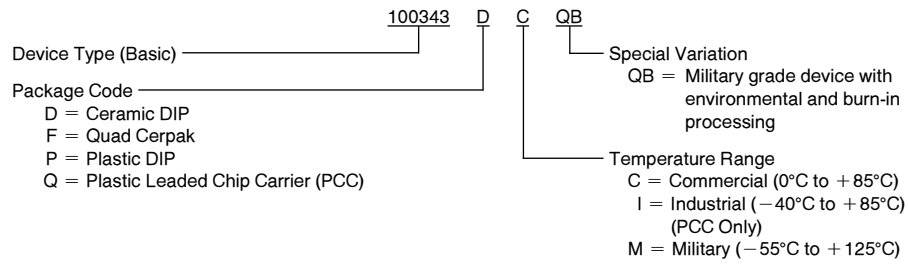 100343 D C QB
Device Type (Basic)
Package Code
D = Ceramic DIP
F = Quad Cerpak
P = Plastic DIP
Q = Plastic Leaded Chip Carrier (PCC)
Special Variation
QB = Military grade device with
environmental and burn-in
processing
Temperature Range
C = Commercial (0°C to +85°C)
I = Industrial (−40°C to +85°C)
(PCC Only)
M = Military (−55°C to +125°C)